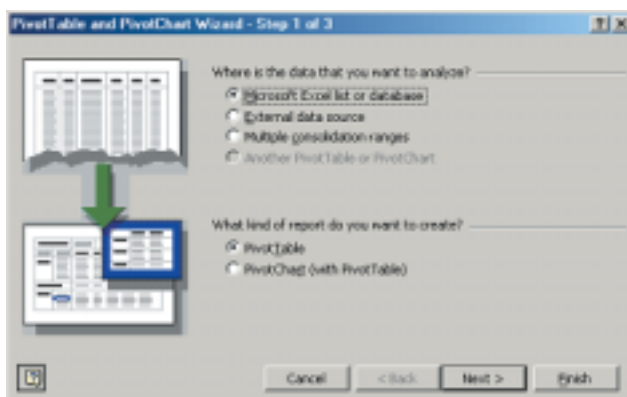 PivotTable and PivotChart Wizard - Step 1 of 3
Where is the data that you want to analyze?
Microsoft Excel list or database
External data source
Multiple consolidation ranges
Another PivotTable or PivotChart
What kind of report do you want to create?
PivotTable
PivotChart (with PivotTable)
Cancel
< Back
Next >
Finish